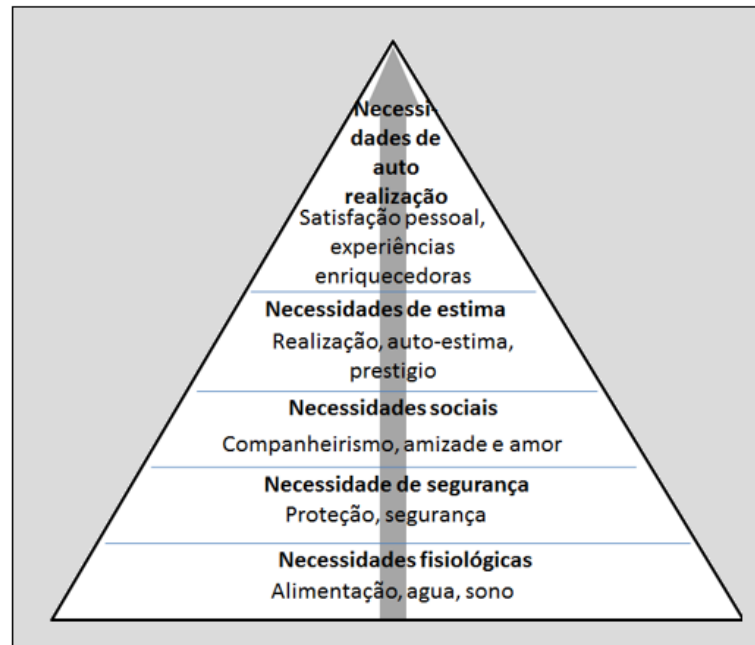 Necessi-
dades de
auto
realização
Satisfação pessoal,
experiências
enriquecedoras
Necessidades de estima
Realização, auto-estima,
prestigio
Necessidades sociais
Companheirismo, amizade e amor
Necessidade de segurança
Proteção, segurança
Necessidades fisiológicas
Alimentação, agua, sono